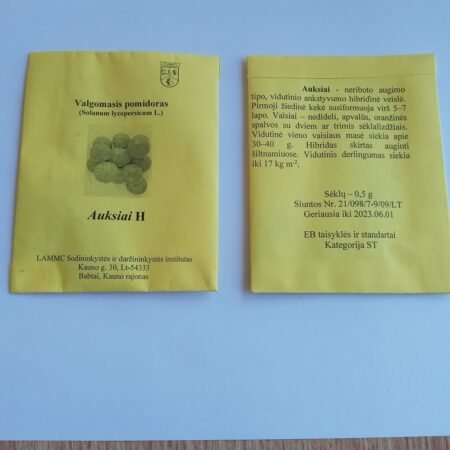 Valgomasis pomidoras
(Solanum lycopersicum L.)
Auksiai H
LAMMC Sodininkystės ir daržininkystės institutas
Kauno g. 30, Lt-54333
Babtai, Kauno rajonas
Auksiai - neriboto augimo
tipo, vidutinio ankstyvumo hibridinė veislė.
Pirmoji žiedinė kekė susiformuoja virš 5–7
lapo. Vaisiai – nedideli, apvalūs, oranžinės
spalvos su dviem ar trimis sėklalizdžiais.
Vidutinė vieno vaisiaus masė siekia apie
30–40 g. Hibridas skirtas auginti
šiltnamiuose. Vidutinis derlingumas siekia
iki 17 kg m-².
Sėklų – 0,5 g
Siuntos Nr. 21/098/7-9/09/LT
Geriausia iki 2023.06.01
EB taisyklės ir standartai
Kategorija ST